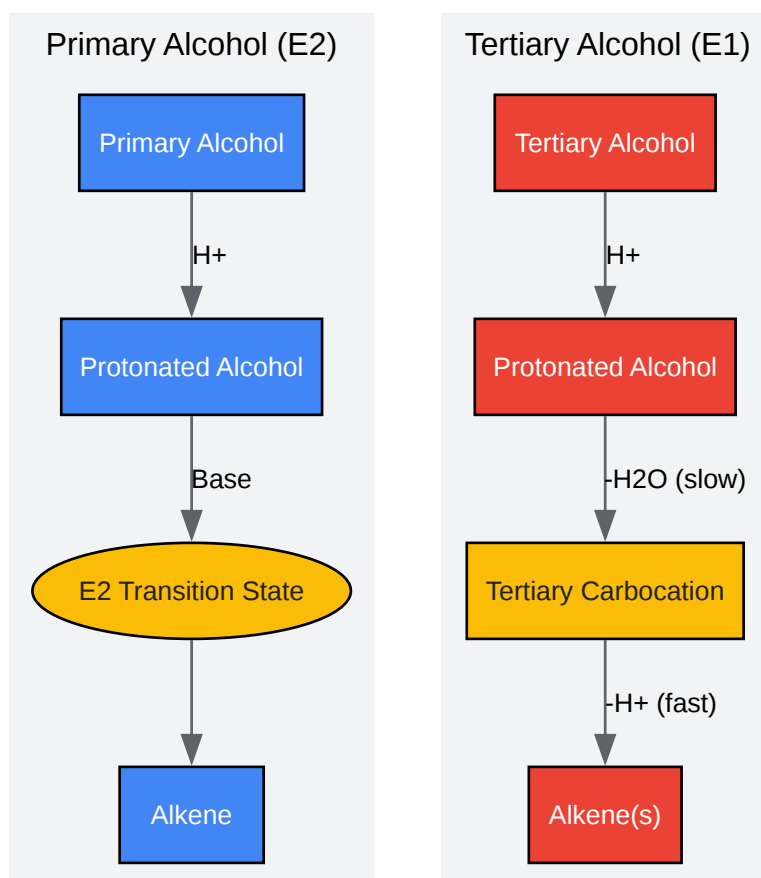 Primary Alcohol (E2)
Primary Alcohol
H+
Protonated Alcohol
Base
E2 Transition State
Alkene
Tertiary Alcohol (E1)
Tertiary Alcohol
H+
Protonated Alcohol
-H2O (slow)
Tertiary Carbocation
-H+ (fast)
Alkene(s)